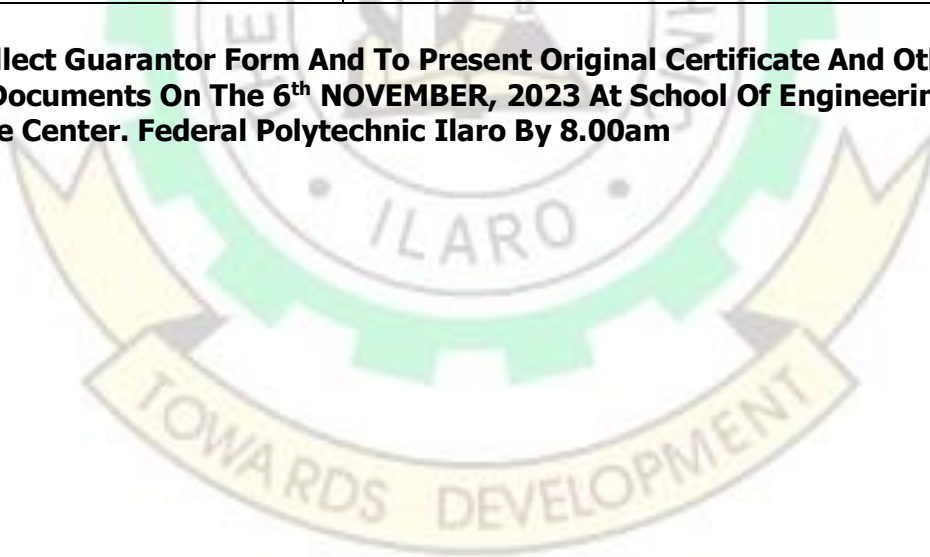 llect Guarantor Form And To Present Original Certificate And Oth
Documents On The 6th NOVEMBER, 2023 At School Of Engineerin
e Center. Federal Polytechnic Ilaro By 8.00am
ILARO
TOWARDS DEVELOPMENT